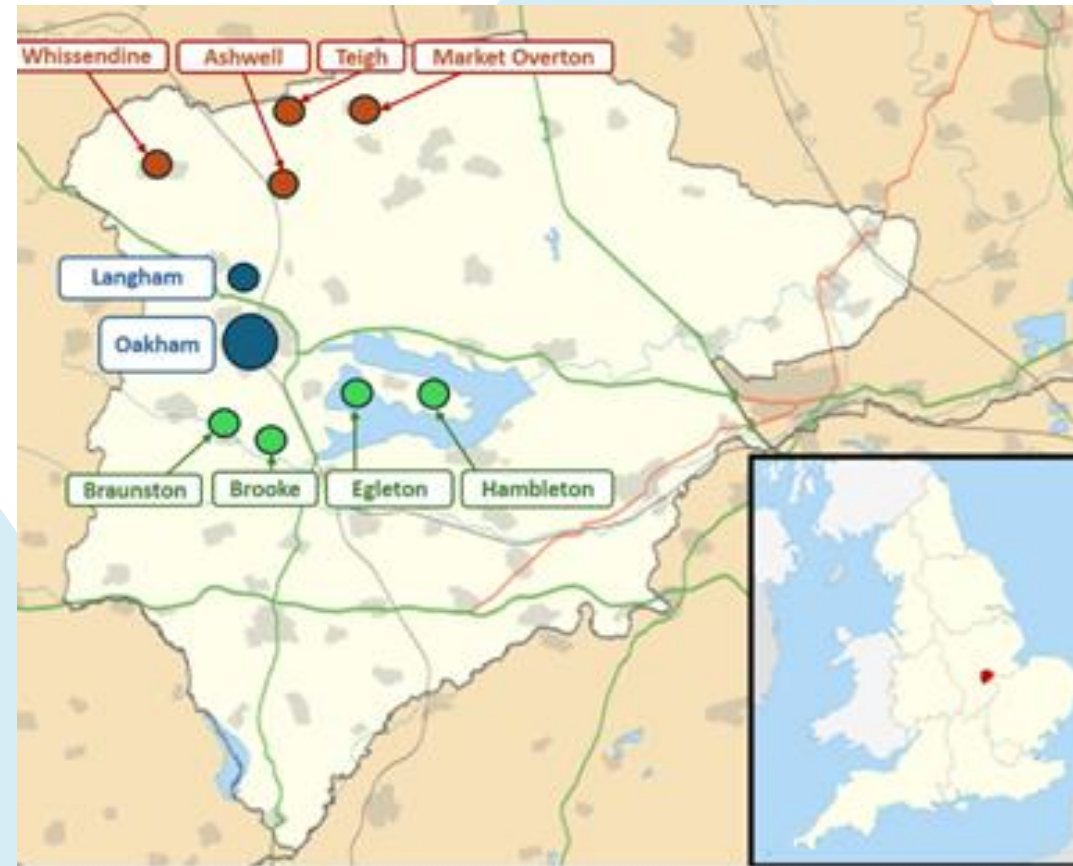 Whissendine
Ashwell
Teigh
Market Overton
Langham
Oakham
Braunston
Brooke
Egleton
Hambleton